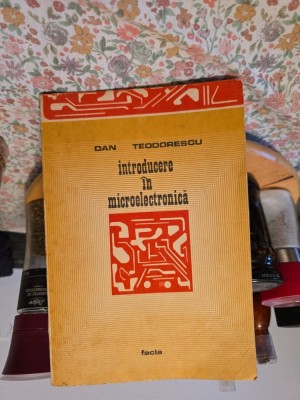 DAN TEODORESCU
introducere
în
microelectronică
facla